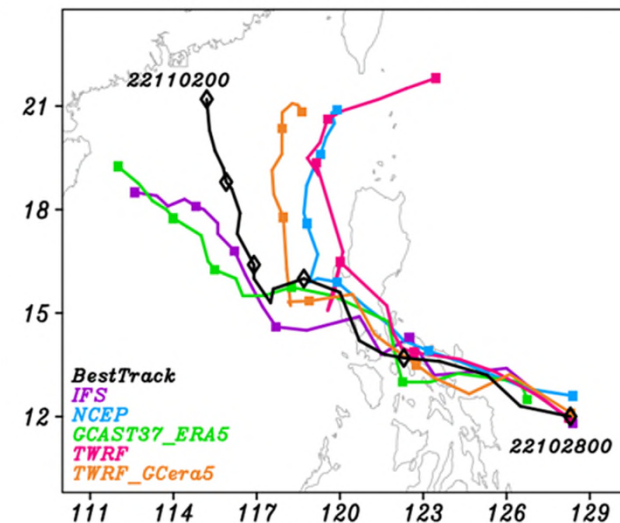 22110200
21
18
15
12
BestTrack
IFS
NCEP
GCAST37_ERA5
TWRF
TWRF_GCera5
22102800
111 114 117 120 123 126 129